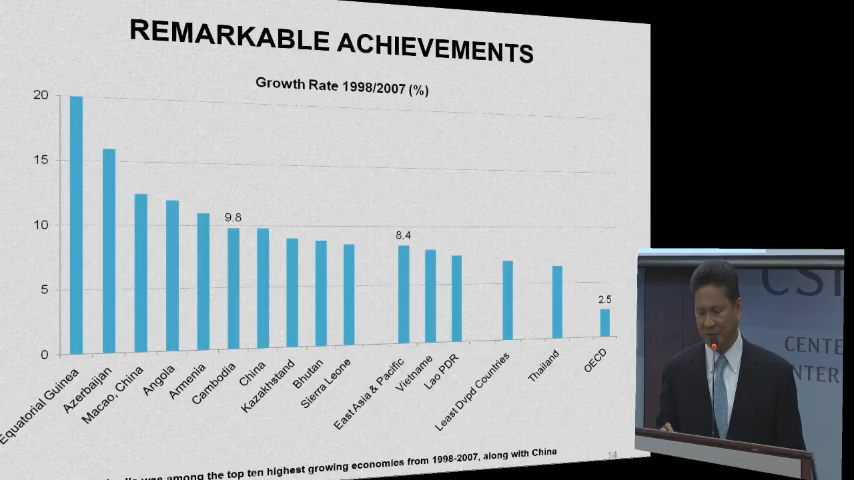 REMARKABLE ACHIEVEMENTS
Growth Rate 1998/2007 (%)
20
15
10
5
0
9.8
8.4
2.5
Equatorial Guinea
Azerbaijan
Macao, China
Angola
Armenia
Cambodia
China
Kazakhstand
Bhutan
Sierra Leone
East Asia & Pacific
Vietname
Lao PDR
Least Dvpd Countries
Thailand
OECD
was among the top ten highest growing economies from 1998-2007, along with China
14
CSI
CENTE
NTER